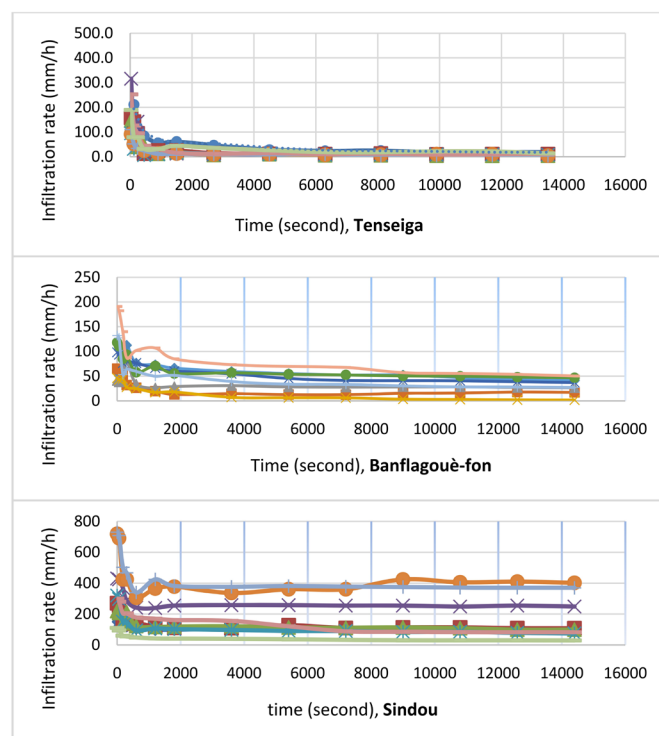 500.0
400.0
300.0
200.0
100.0
0.0
Infiltration rate (mm/h)
0 2000 4000 6000 8000 10000 12000 14000 16000
Time (second), Tenseiga
250
200
150
100
50
0
Infiltration rate (mm/h)
0 2000 4000 6000 8000 10000 12000 14000 16000
Time (second), Banflagouè-fon
800
600
400
200
0
Infiltration rate (mm/h)
0 2000 4000 6000 8000 10000 12000 14000 16000
time (second), Sindou